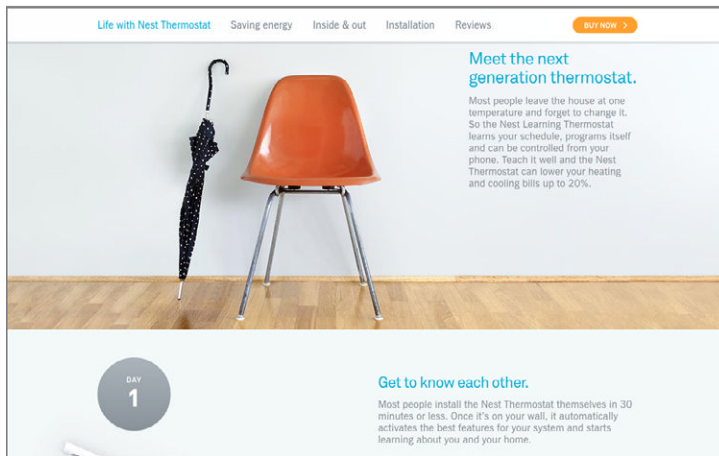 Life with Nest Thermostat Saving energy Inside & out Installation Reviews BUY NOW
Meet the next
generation thermostat.
Most people leave the house at one
temperature and forget to change it.
So the Nest Learning Thermostat
learns your schedule, programs itself
and can be controlled from your
phone. Teach it well and the Nest
Thermostat can lower your heating
and cooling bills up to 20%.
DAY
1
Get to know each other.
Most people install the Nest Thermostat themselves in 30
minutes or less. Once it's on your wall, it automatically
activates the best features for your system and starts
learning about you and your home.